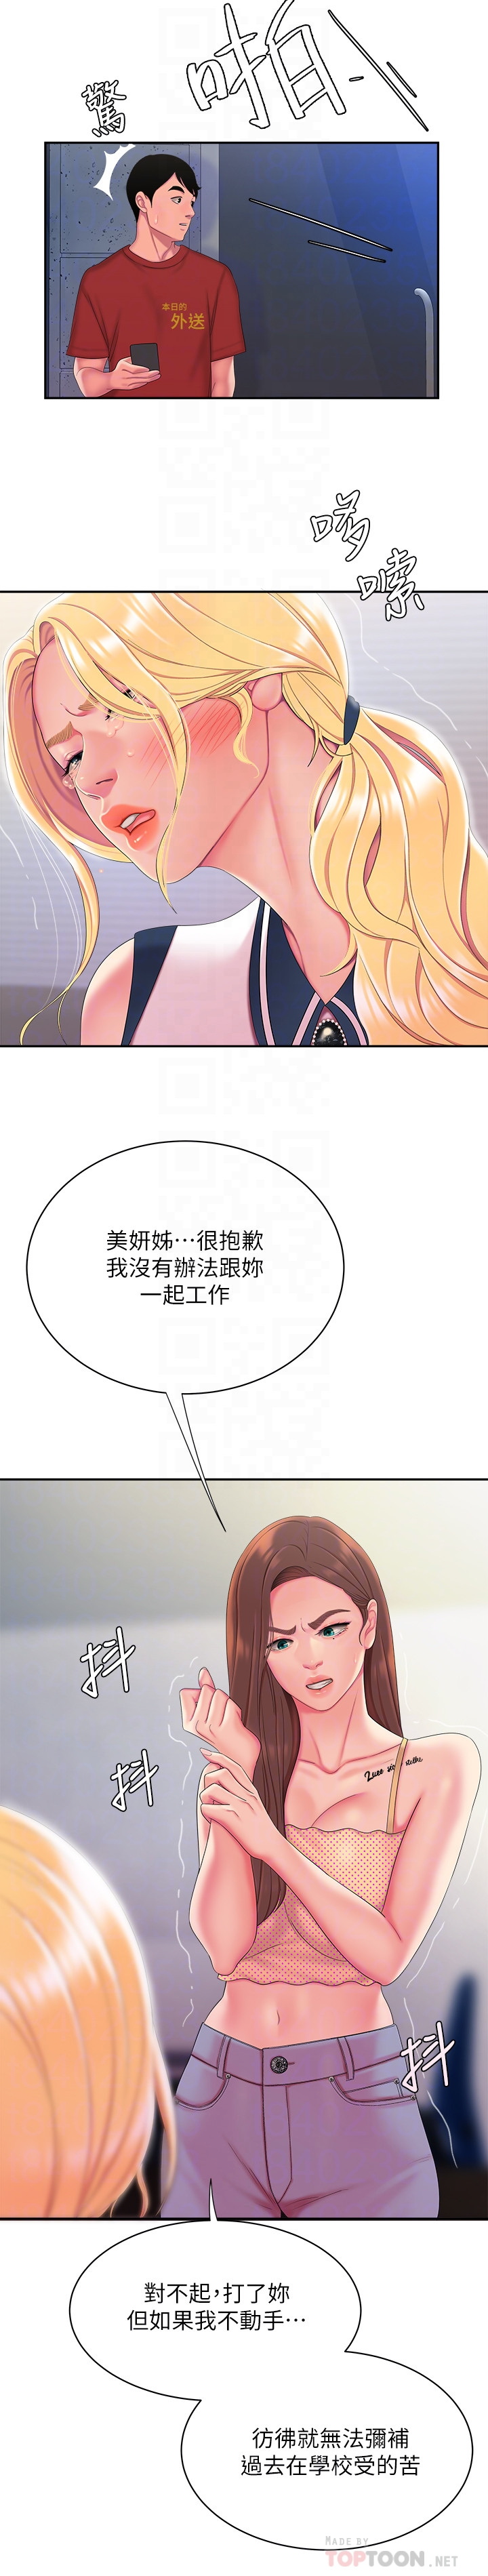 啪
驚
本日的
外送
哆
嗦
美妍姊⋯很抱歉
我沒有辦法跟妳
一起工作
抖
抖
抖
對不起,打了妳
但如果我不動手⋯
彷彿就無法彌補
過去在學校受的苦
MADE BY
TOPTOON.NET